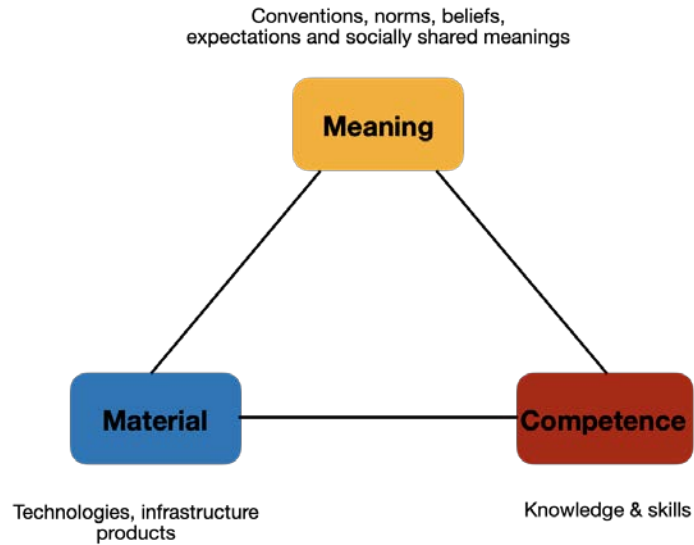 Conventions, norms, beliefs,
expectations and socially shared meanings
Meaning
Material
Competence
Technologies, infrastructure
products
Knowledge & skills